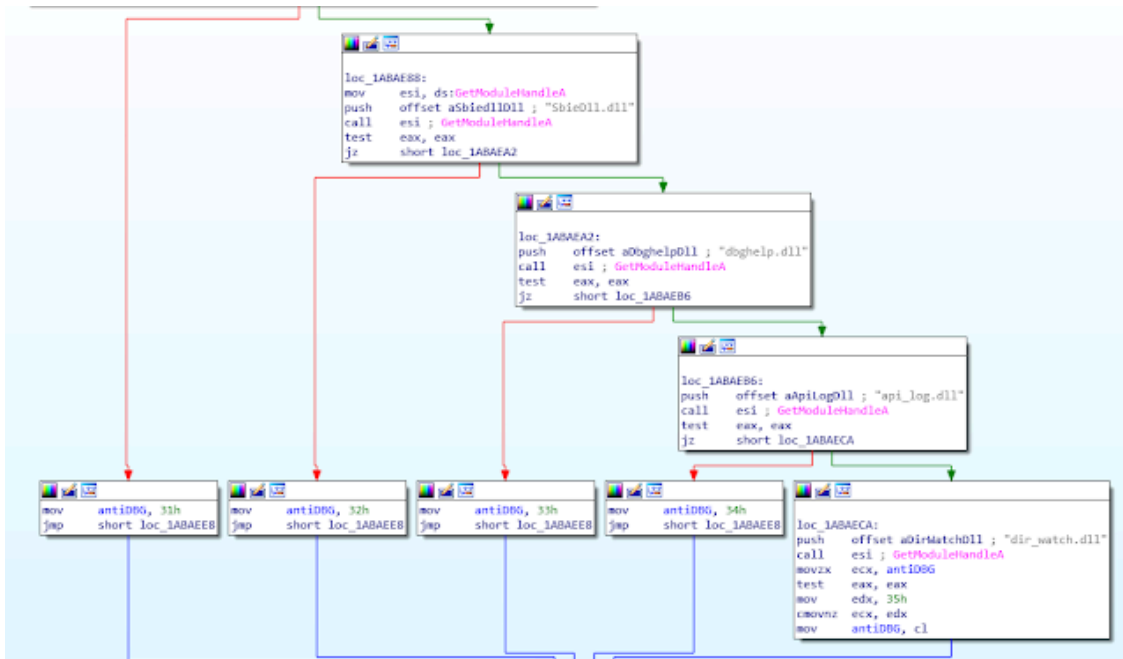 loc_1ABAE88:
mov esi, ds:GetModuleHandleA
push offset aSbiedllDll ; "SbieDll.dll"
call esi ; GetModuleHandleA
test eax, eax
jz short loc_1ABAEA2
loc_1ABAEA2:
push offset aDbghelpDll ; "dbghelp.dll"
call esi ; GetModuleHandleA
test eax, eax
jz short loc_1ABAEB6
loc_1ABAEB6:
push offset aApiLogDll ; "api_log.dll"
call esi ; GetModuleHandleA
test eax, eax
jz short loc_1ABAECA
mov antiDBG, 31h
jmp short loc_1ABAEE8
mov antiDBG, 32h
jmp short loc_1ABAEE8
mov antiDBG, 33h
jmp short loc_1ABAEE8
mov antiDBG, 34h
jmp short loc_1ABAEE8
loc_1ABAECA:
push offset aDirWatchDll ; "dir_watch.dll"
call esi ; GetModuleHandleA
movzx ecx, antiDBG
test eax, eax
mov edx, 35h
cmovnz ecx, edx
mov antiDBG, cl